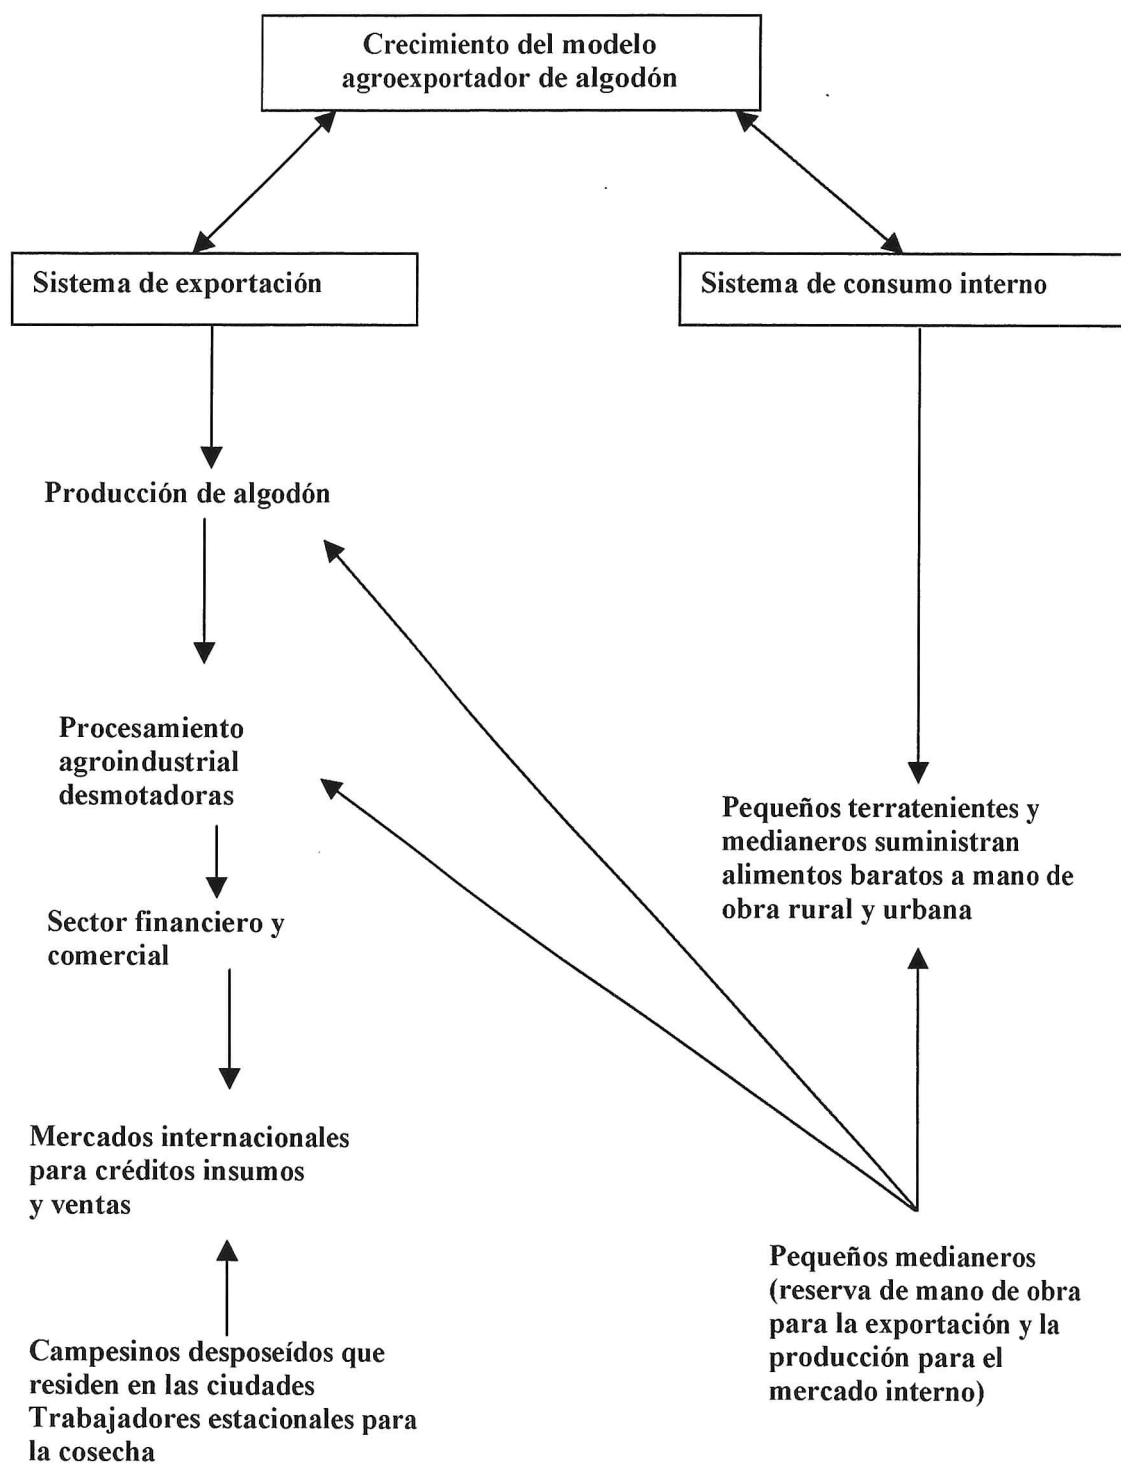 Crecimiento del modelo
agroexportador de algodón
Sistema de exportación
Sistema de consumo interno
Producción de algodón
Procesamiento
agroindustrial
desmotadoras
Pequeños terratenientes y
medianeros suministran
alimentos baratos a mano de
obra rural y urbana
Sector financiero y
comercial
Mercados internacionales
para créditos insumos
y ventas
Pequeños medianeros
(reserva de mano de obra
para la exportación y la
producción para el
mercado interno)
Campesinos desposeídos que
residen en las ciudades
Trabajadores estacionales para
la cosecha